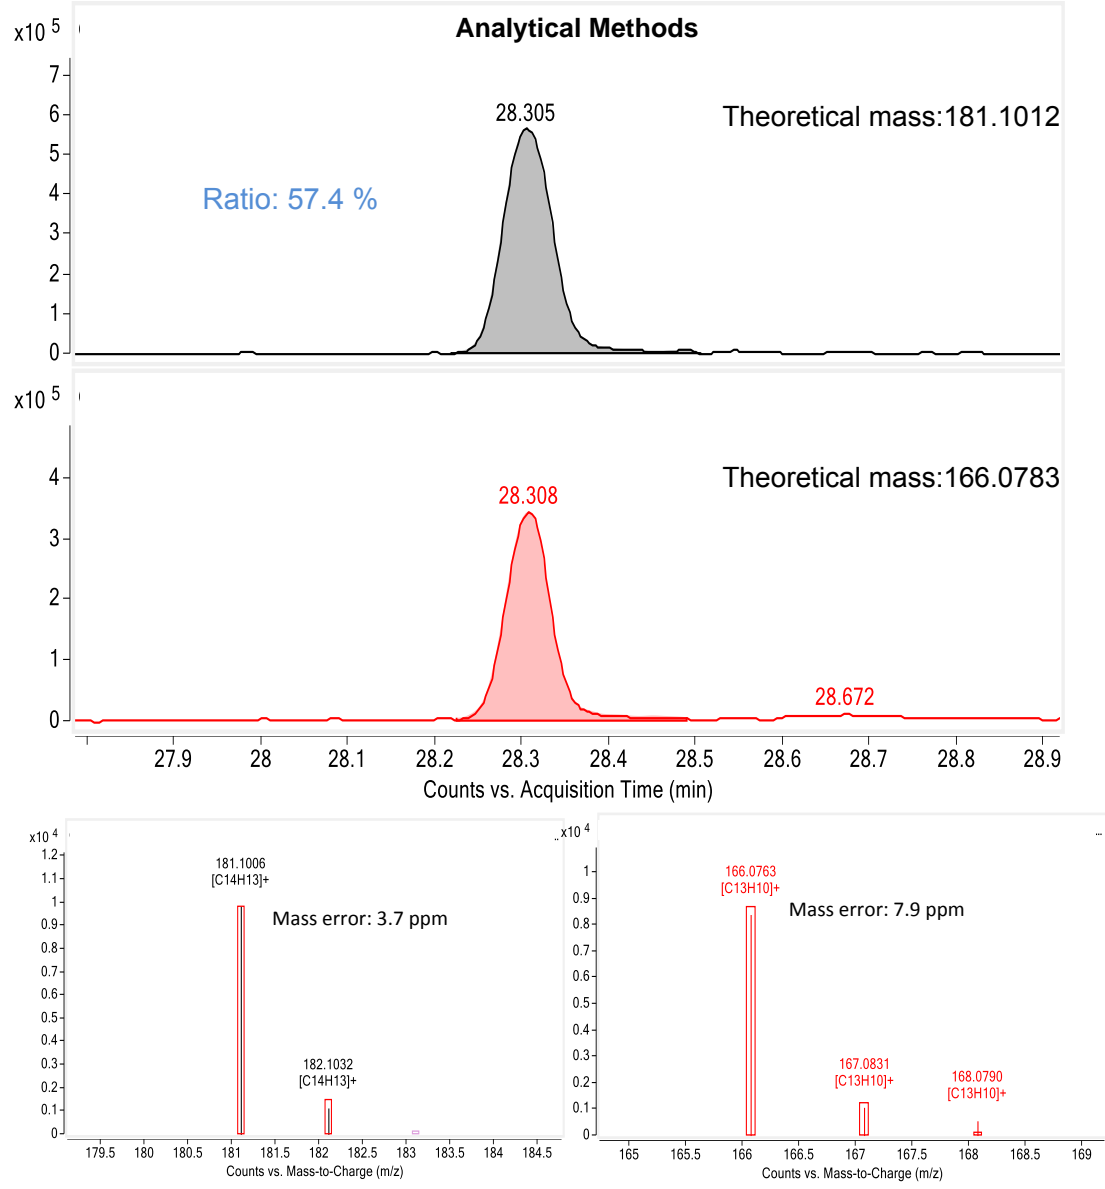 Analytical Methods
x10 5
7
6
5
4
3
2
1
0
28.305
Theoretical mass:181.1012
Ratio: 57.4 %
x10 5
4
3
2
1
0
28.308
Theoretical mass:166.0783
28.672
27.9 28 28.1 28.2 28.3 28.4 28.5 28.6 28.7 28.8 28.9
Counts vs. Acquisition Time (min)
x10 4
1.2
1.1
1
0.9
0.8
0.7
0.6
0.5
0.4
0.3
0.2
0.1
0
181.1006
[C14H13]+
Mass error: 3.7 ppm
182.1032
[C14H13]+
179.5 180 180.5 181 181.5 182 182.5 183 183.5 184 184.5
Counts vs. Mass-to-Charge (m/z)
..
x10 4
...
1
0.9
0.8
0.7
0.6
0.5
0.4
0.3
0.2
0.1
0
166.0763
[C13H10]+
Mass error: 7.9 ppm
167.0831
[C13H10]+
168.0790
[C13H10]+
165 165.5 166 166.5 167 167.5 168 168.5 169
Counts vs. Mass-to-Charge (m/z)